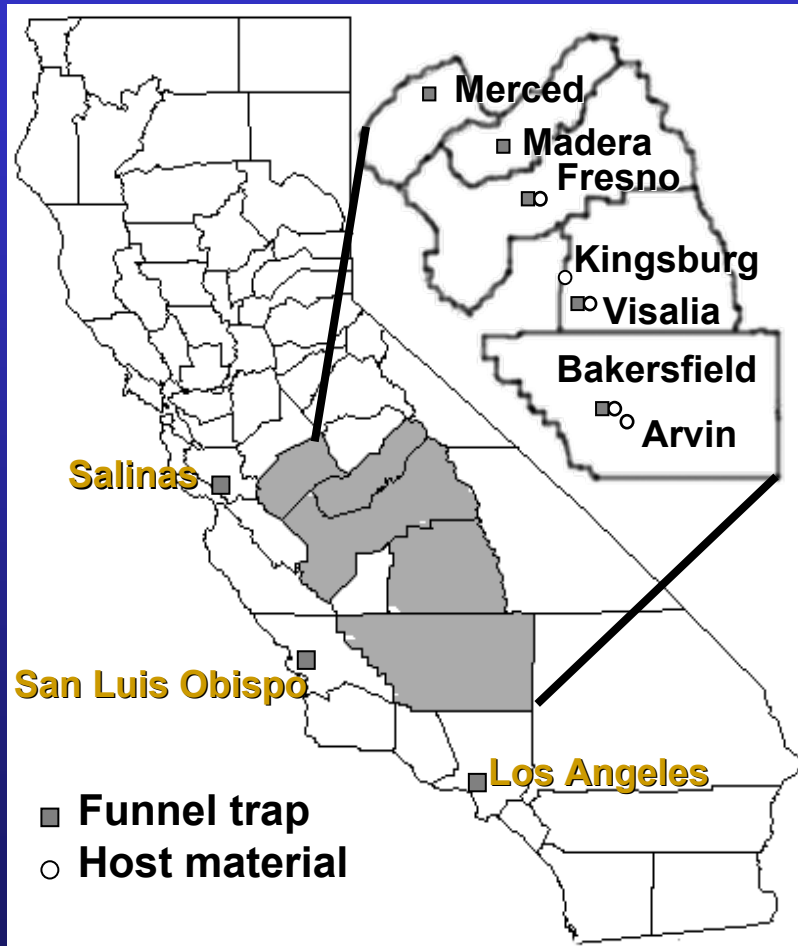 Merced
Madera
Fresno
Kingsburg
Visalia
Bakersfield
Arvin
Salinas
San Luis Obispo
Los Angeles
Funnel trap
Host material